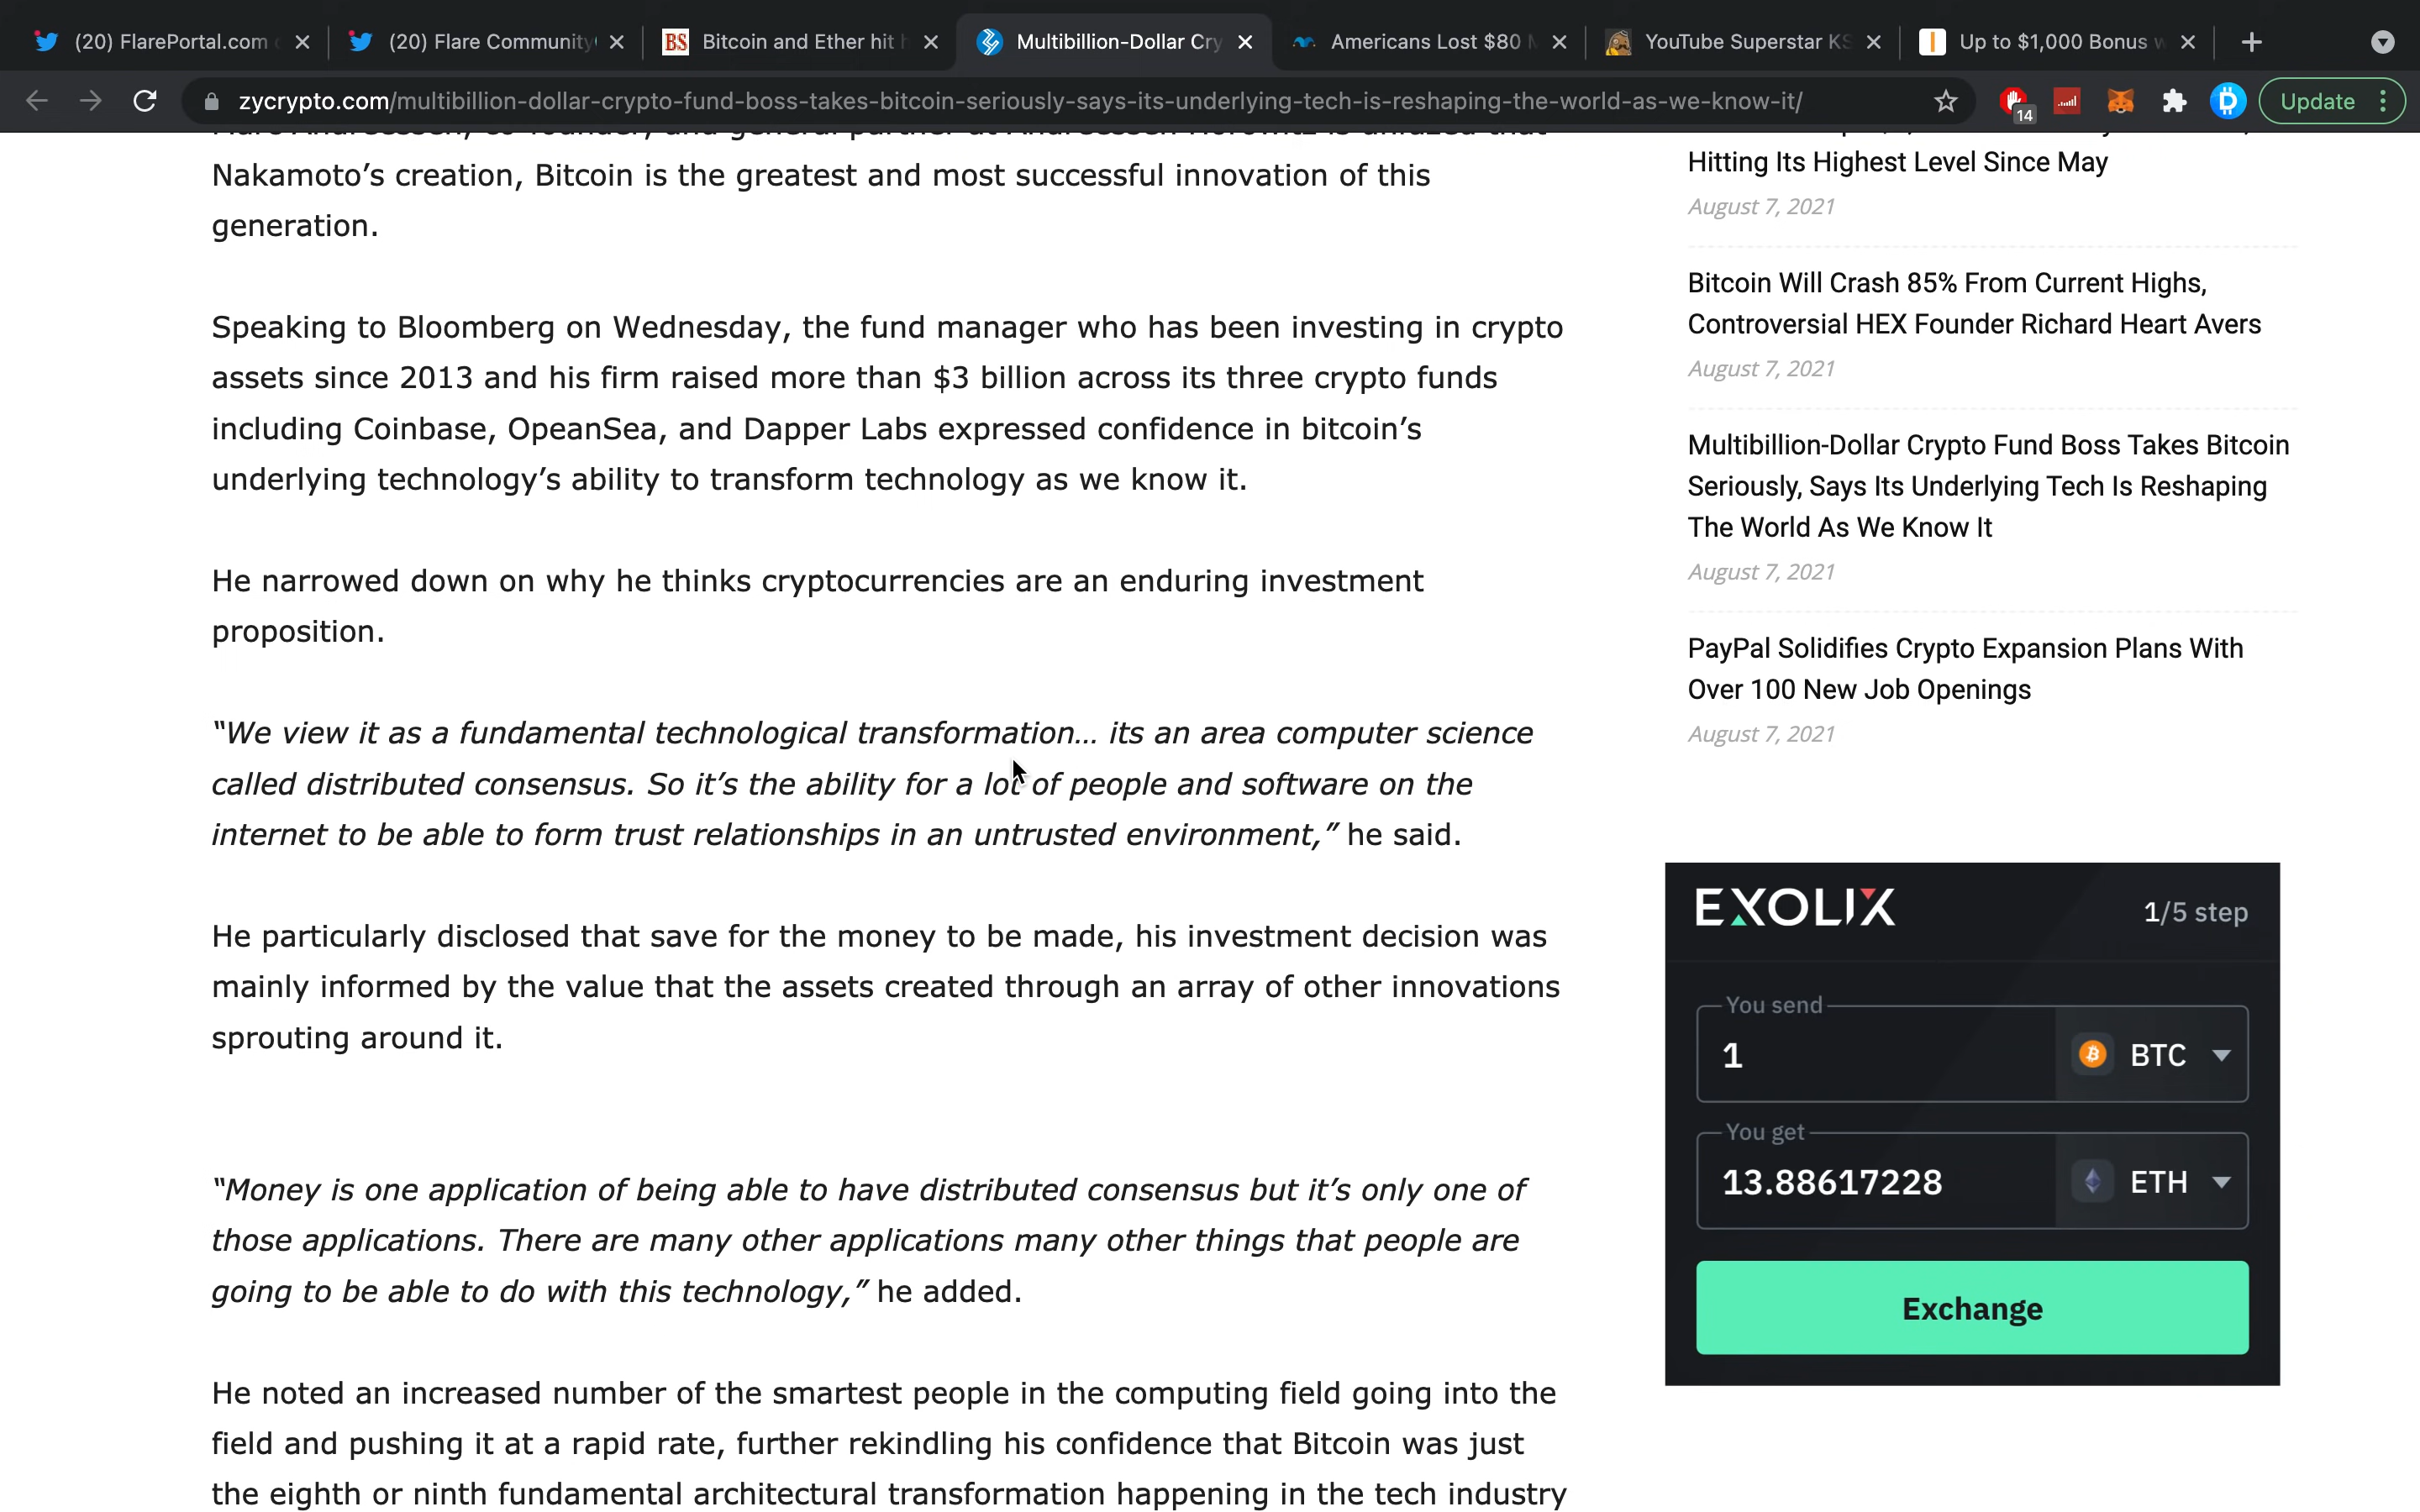 (20) FlarePortal.com
(20) Flare Community
BS Bitcoin and Ether hit
Multibillion-Dollar Cry
Americans Lost $80
YouTube Superstar KS
Up to $1,000 Bonus
zycrypto.com/multibillion-dollar-crypto-fund-boss-takes-bitcoin-seriously-says-its-underlying-tech-is-reshaping-the-world-as-we-know-it/
14
Update
Nakamoto’s creation, Bitcoin is the greatest and most successful innovation of this
generation.
Speaking to Bloomberg on Wednesday, the fund manager who has been investing in crypto
assets since 2013 and his firm raised more than $3 billion across its three crypto funds
including Coinbase, OpeanSea, and Dapper Labs expressed confidence in bitcoin’s
underlying technology’s ability to transform technology as we know it.
He narrowed down on why he thinks cryptocurrencies are an enduring investment
proposition.
“We view it as a fundamental technological transformation… its an area computer science
called distributed consensus. So it’s the ability for a lot of people and software on the
internet to be able to form trust relationships in an untrusted environment,” he said.
He particularly disclosed that save for the money to be made, his investment decision was
mainly informed by the value that the assets created through an array of other innovations
sprouting around it.
“Money is one application of being able to have distributed consensus but it’s only one of
those applications. There are many other applications many other things that people are
going to be able to do with this technology,” he added.
He noted an increased number of the smartest people in the computing field going into the
field and pushing it at a rapid rate, further rekindling his confidence that Bitcoin was just
the eighth or ninth fundamental architectural transformation happening in the tech industry
Hitting Its Highest Level Since May
August 7, 2021
Bitcoin Will Crash 85% From Current Highs,
Controversial HEX Founder Richard Heart Avers
August 7, 2021
Multibillion-Dollar Crypto Fund Boss Takes Bitcoin
Seriously, Says Its Underlying Tech Is Reshaping
The World As We Know It
August 7, 2021
PayPal Solidifies Crypto Expansion Plans With
Over 100 New Job Openings
August 7, 2021
EXOLIX 1/5 step
You send
1 BTC
You get
13.88617228 ETH
Exchange